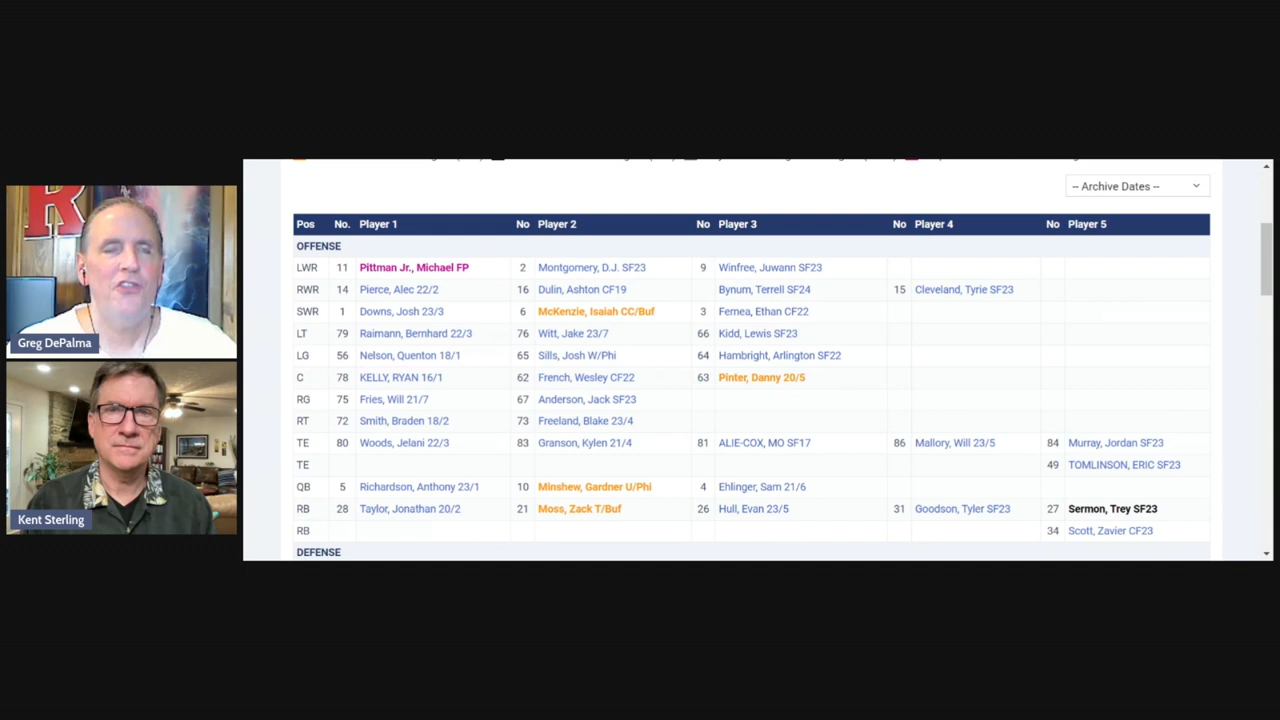 -- Archive Dates --
Pos No. Player 1 No Player 2 No Player 3 No Player 4 No Player 5
OFFENSE
LWR 11 Pittman Jr., Michael FP 2 Montgomery, D.J. SF23 9 Winfree, Juwann SF23
RWR 14 Pierce, Alec 22/2 16 Dulin, Ashton CF19 Bynum, Terrell SF24 15 Cleveland, Tyrie SF23
SWR 1 Downs, Josh 23/3 6 McKenzie, Isaiah CC/Buf 3 Fernea, Ethan CF22
LT 79 Raimann, Bernhard 22/3 76 Witt, Jake 23/7 66 Kidd, Lewis SF23
LG 56 Nelson, Quenton 18/1 65 Sills, Josh W/Phi 64 Hambright, Arlington SF22
C 78 KELLY, RYAN 16/1 62 French, Wesley CF22 63 Pinter, Danny 20/5
RG 75 Fries, Will 21/7 67 Anderson, Jack SF23
RT 72 Smith, Braden 18/2 73 Freeland, Blake 23/4
TE 80 Woods, Jelani 22/3 83 Granson, Kylen 21/4 81 ALIE-COX, MO SF17 86 Mallory, Will 23/5 84 Murray, Jordan SF23
TE 49 TOMLINSON, ERIC SF23
QB 5 Richardson, Anthony 23/1 10 Minshew, Gardner U/Phi 4 Ehlinger, Sam 21/6
RB 28 Taylor, Jonathan 20/2 21 Moss, Zack T/Buf 26 Hull, Evan 23/5 31 Goodson, Tyler SF23 27 Sermon, Trey SF23
RB 34 Scott, Zavier CF23
DEFENSE
R
Greg DePalma
Kent Sterling